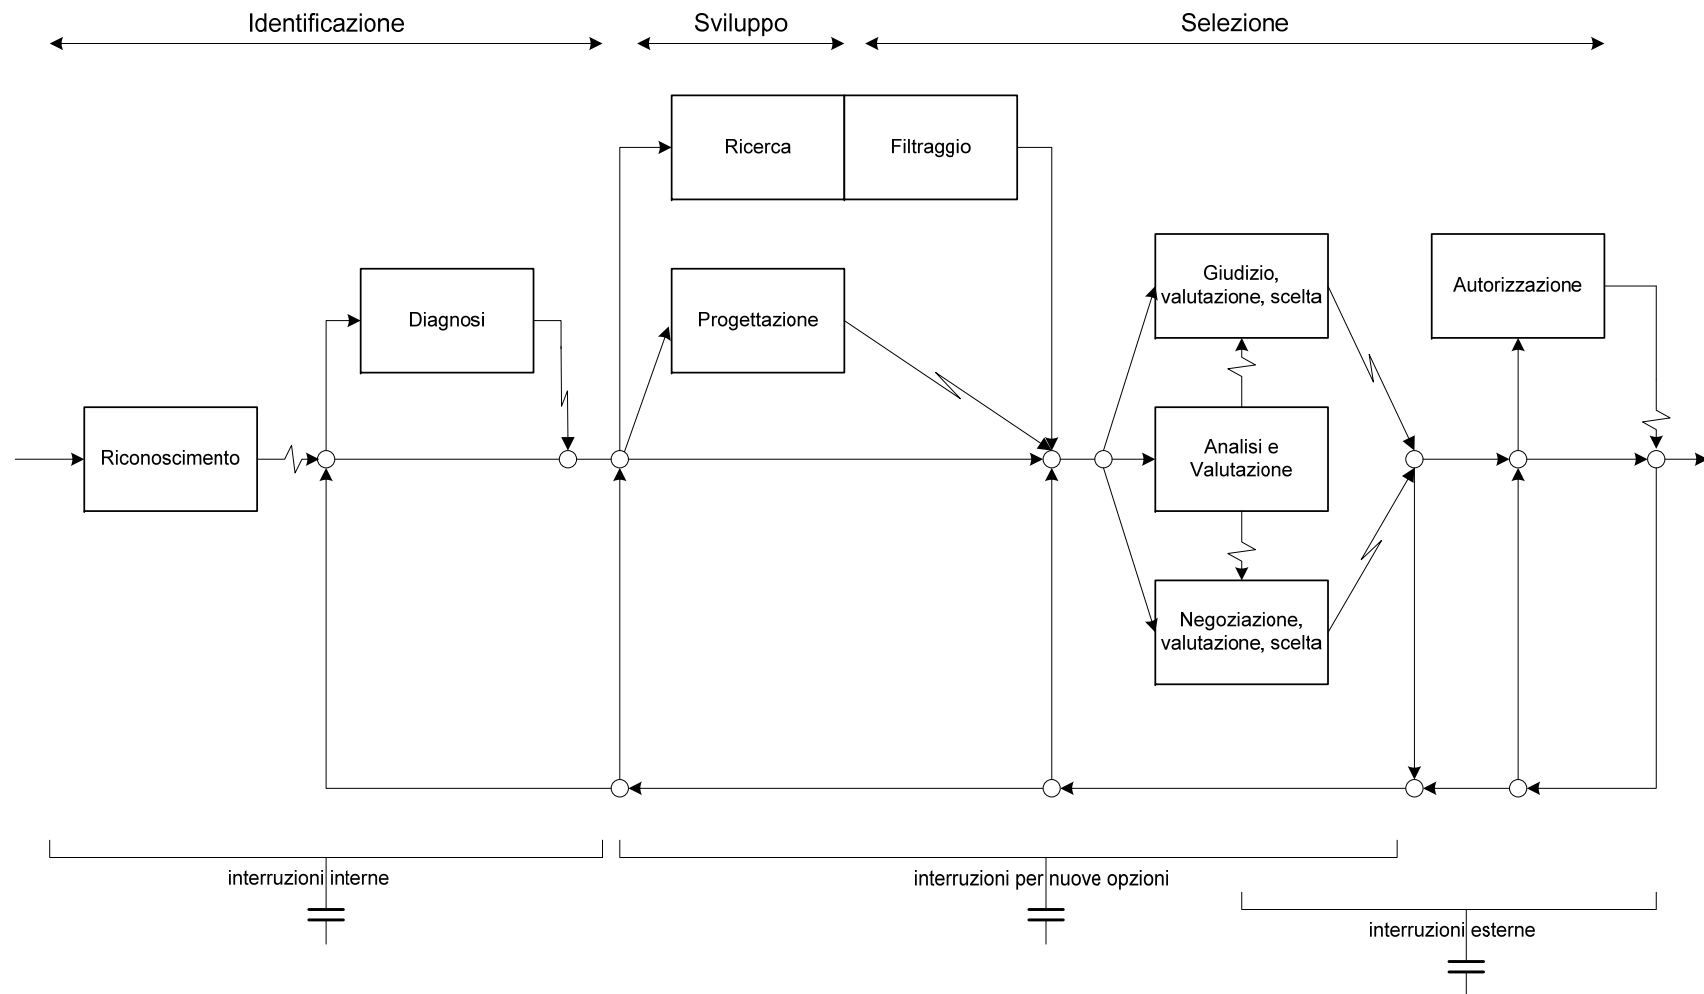 Identificazione
Sviluppo
Selezione
Ricerca
Filtraggio
Giudizio,
valutazione, scelta
Autorizzazione
Diagnosi
Progettazione
Riconoscimento
Analisi e
Valutazione
Negoziazione,
valutazione, scelta
interruzioni interne
interruzioni per nuove opzioni
interruzioni esterne